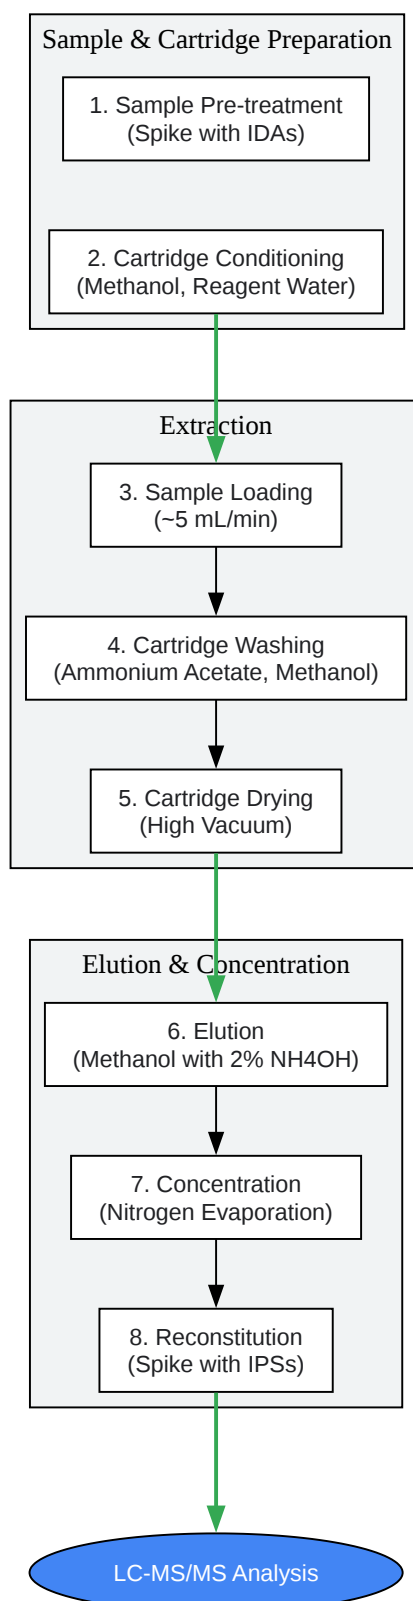 Sample & Cartridge Preparation
1. Sample Pre-treatment
(Spike with IDAs)
2. Cartridge Conditioning
(Methanol, Reagent Water)
Extraction
3. Sample Loading
(~5 mL/min)
4. Cartridge Washing
(Ammonium Acetate, Methanol)
5. Cartridge Drying
(High Vacuum)
Elution & Concentration
6. Elution
(Methanol with 2% NH4OH)
7. Concentration
(Nitrogen Evaporation)
8. Reconstitution
(Spike with IPSs)
LC-MS/MS Analysis